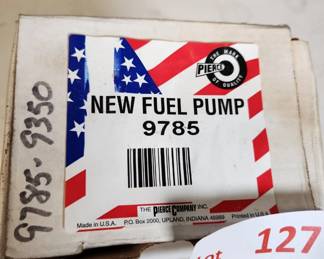 THE MARK
PIERCE
OF QUALITY
NEW FUEL PUMP
9785
9785-9350
THE PIERCE COMPANY INC.
Made in U.S.A. P.O. Box 2000, UPLAND, INDIANA 46989 Printed in U.S.A.
Lot 127